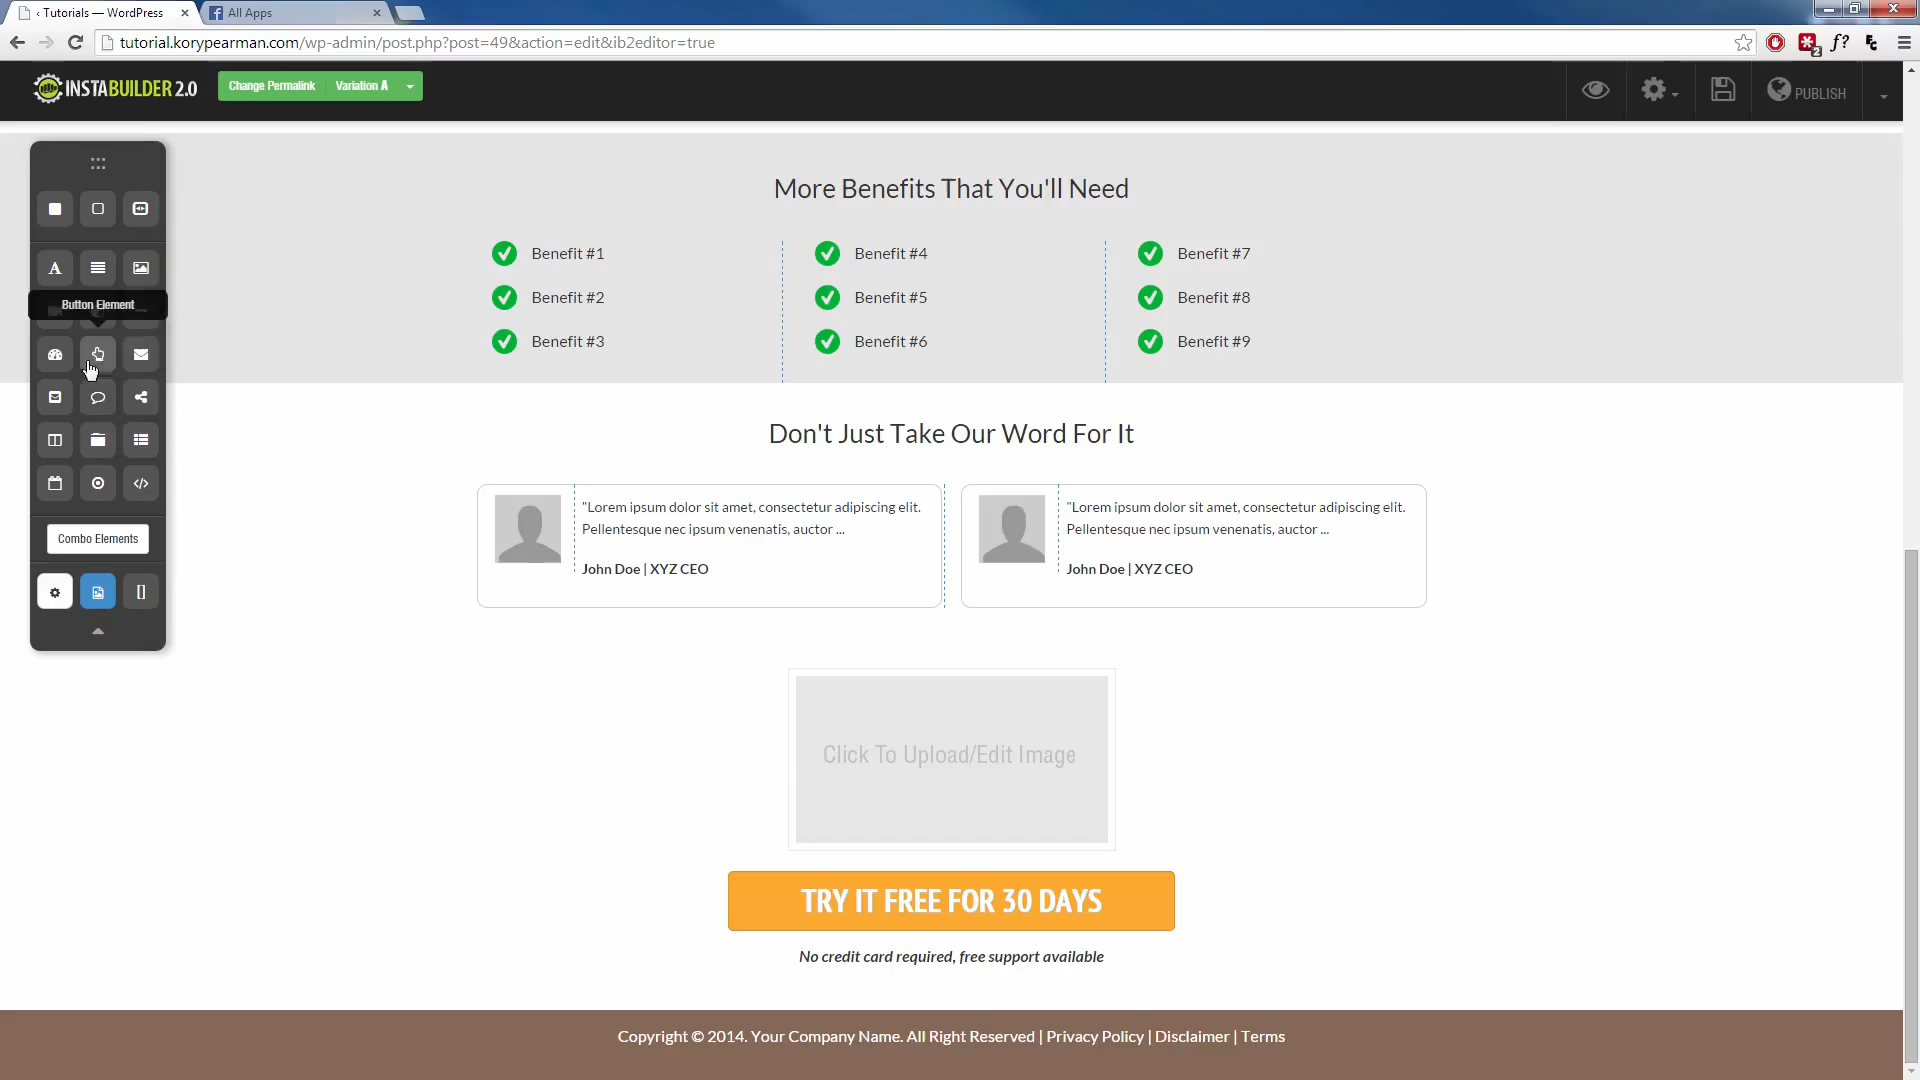 ‹ Tutorials — WordPress
All Apps
tutorial.korypearman.com/wp-admin/post.php?post=49&action=edit&ib2editor=true
2
f?
INSTABUILDER 2.0
Change Permalink
Variation A
PUBLISH
More Benefits That You'll Need
A
Button Element
Benefit #1
Benefit #4
Benefit #7
Benefit #2
Benefit #5
Benefit #8
Benefit #3
Benefit #6
Benefit #9
Don't Just Take Our Word For It
"Lorem ipsum dolor sit amet, consectetur adipiscing elit.
Pellentesque nec ipsum venenatis, auctor ...
John Doe | XYZ CEO
"Lorem ipsum dolor sit amet, consectetur adipiscing elit.
Pellentesque nec ipsum venenatis, auctor ...
John Doe | XYZ CEO
Combo Elements
[]
Click To Upload/Edit Image
TRY IT FREE FOR 30 DAYS
No credit card required, free support available
Copyright © 2014. Your Company Name. All Right Reserved | Privacy Policy | Disclaimer | Terms